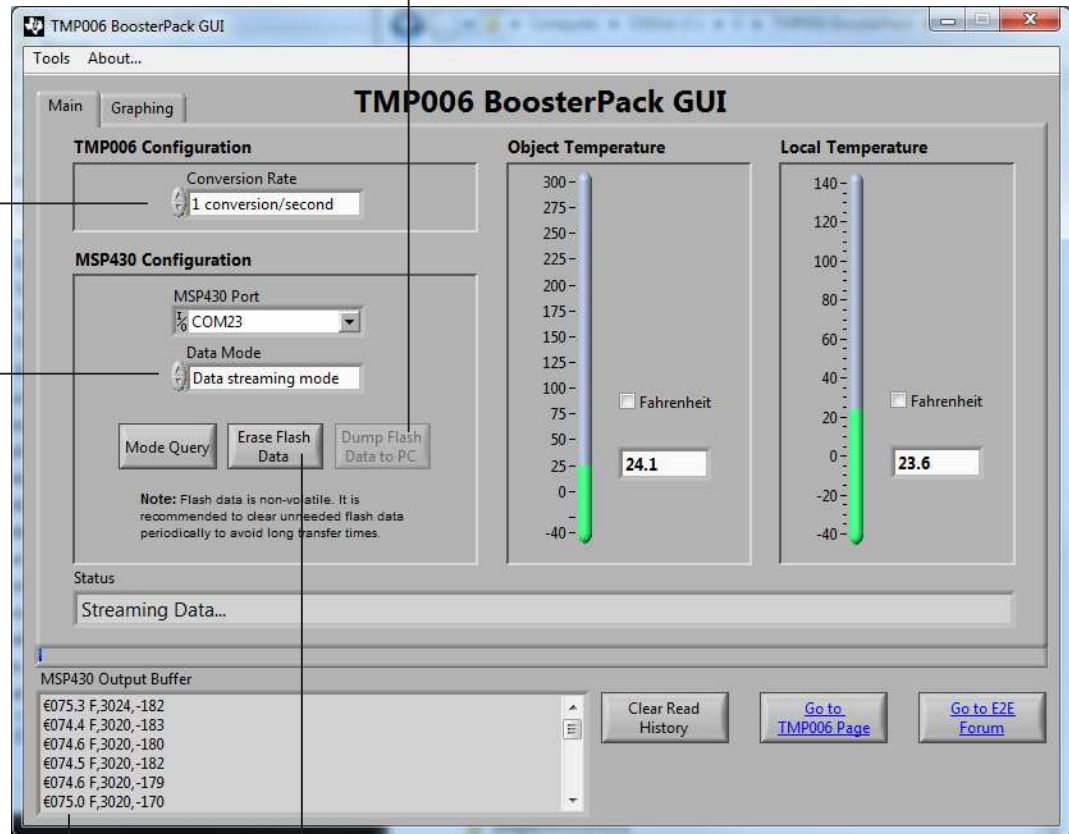 TMP006 BoosterPack GUI
Tools About...
Main Graphing
TMP006 BoosterPack GUI
TMP006 Configuration
Conversion Rate
1 conversion/second
MSP430 Configuration
MSP430 Port
COM23
Data Mode
Data streaming mode
Mode Query
Erase Flash
Data
Dump Flash
Data to PC
Note: Flash data is non-volatile. It is
recommended to clear unneeded flash data
periodically to avoid long transfer times.
Object Temperature
300
275
250
225
200
175
150
125
100
75
50
25
0
-40
Fahrenheit
24.1
Local Temperature
140
120
100
80
60
40
20
0
-20
-40
Fahrenheit
23.6
Status
Streaming Data...
MSP430 Output Buffer
€075.3 F,3024,-182
€074.4 F,3020,-183
€074.6 F,3020,-180
€074.5 F,3020,-182
€074.6 F,3020,-179
€075.0 F,3020,-170
Clear Read
History
Go to
TMP006 Page
Go to E2E
Forum